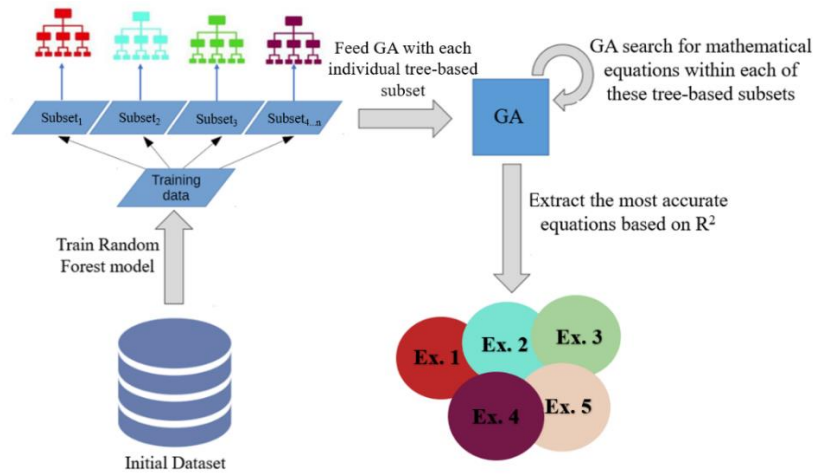 Feed GA with each
individual tree-based
subset
GA search for mathematical
equations within each of
these tree-based subsets
Subset₁
Subset₂
Subset₃
Subset₄...ₙ
GA
Training
data
Extract the most accurate
equations based on R²
Train Random
Forest model
Ex. 1
Ex. 2
Ex. 3
Ex. 4
Ex. 5
Initial Dataset